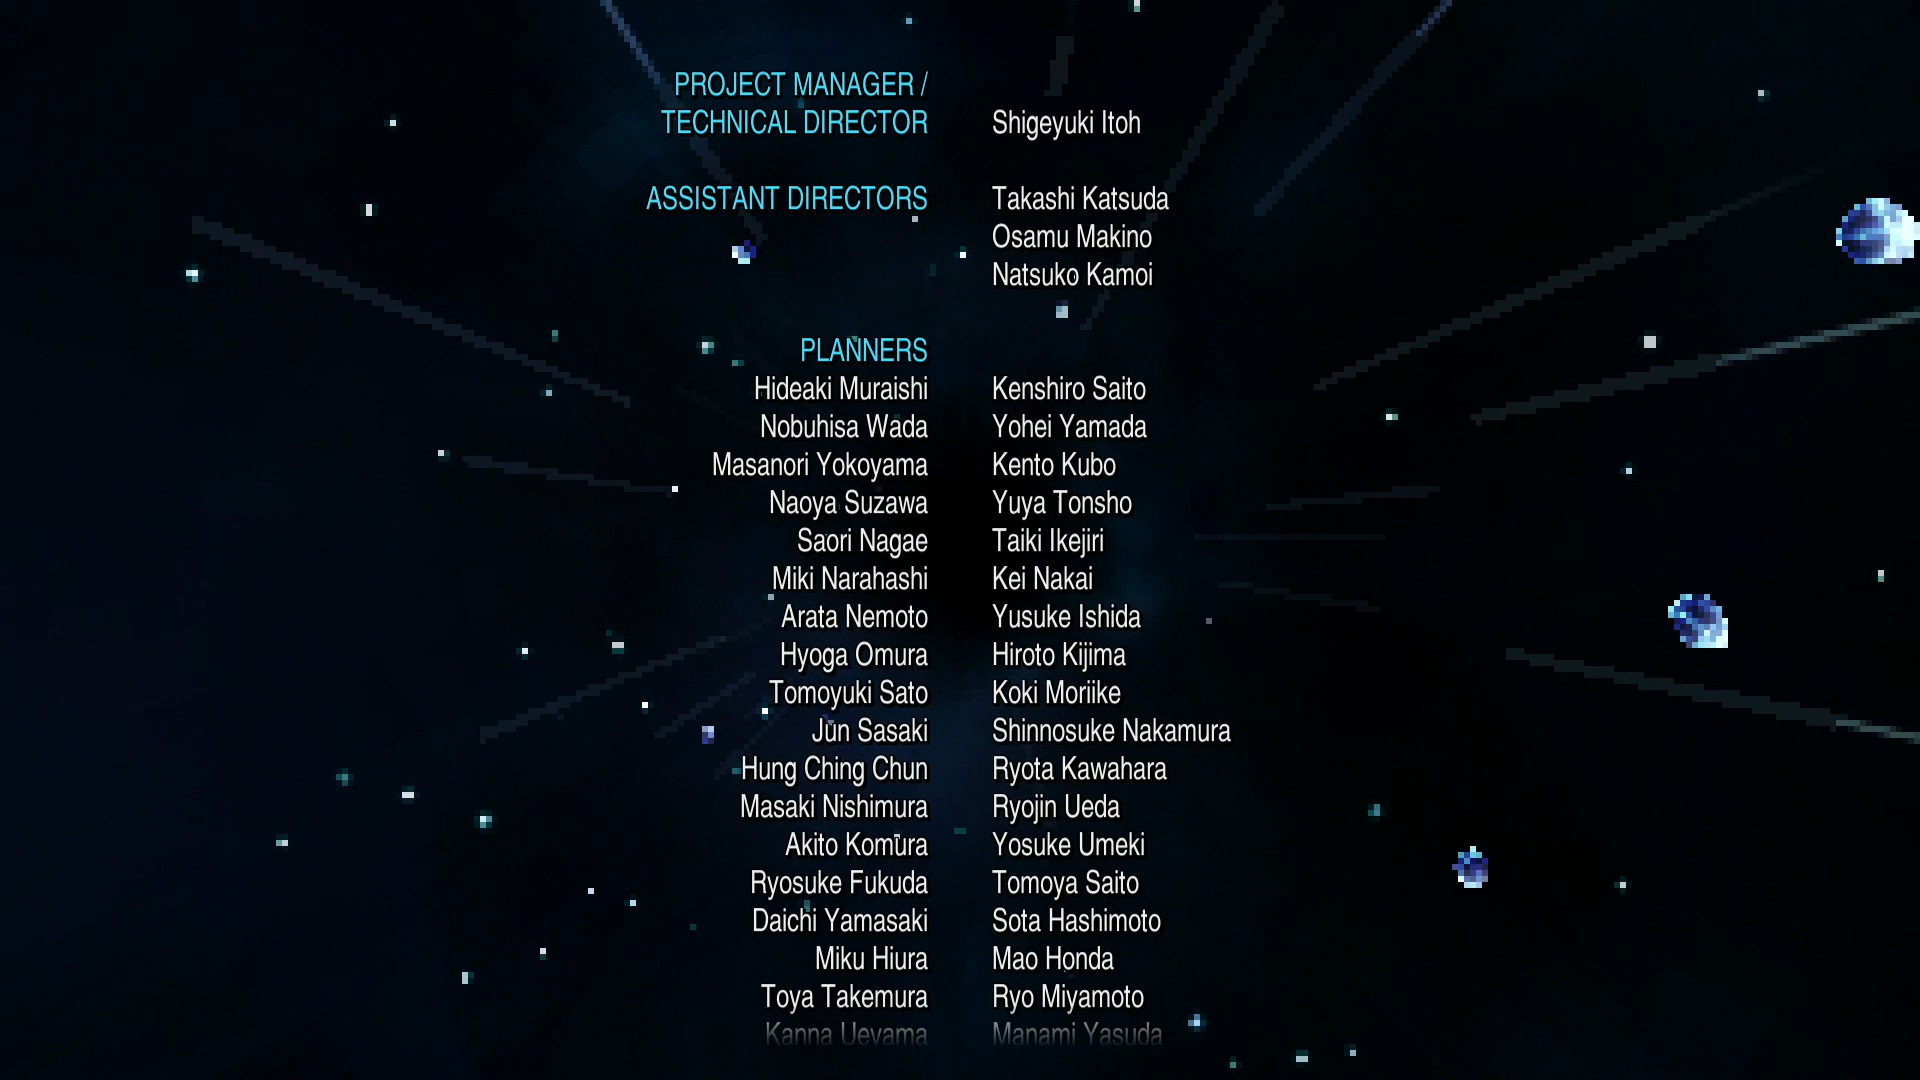 PROJECT MANAGER /
TECHNICAL DIRECTOR Shigeyuki Itoh
ASSISTANT DIRECTORS Takashi Katsuda
Osamu Makino
Natsuko Kamoi
PLANNERS
Hideaki Muraishi Kenshiro Saito
Nobuhisa Wada Yohei Yamada
Masanori Yokoyama Kento Kubo
Naoya Suzawa Yuya Tonsho
Saori Nagae Taiki Ikejiri
Miki Narahashi Kei Nakai
Arata Nemoto Yusuke Ishida
Hyoga Omura Hiroto Kijima
Tomoyuki Sato Koki Moriike
Jun Sasaki Shinnosuke Nakamura
Hung Ching Chun Ryota Kawahara
Masaki Nishimura Ryojin Ueda
Akito Komura Yosuke Umeki
Ryosuke Fukuda Tomoya Saito
Daichi Yamasaki Sota Hashimoto
Miku Hiura Mao Honda
Toya Takemura Ryo Miyamoto
Kanna Ueyama Manami Yasuda